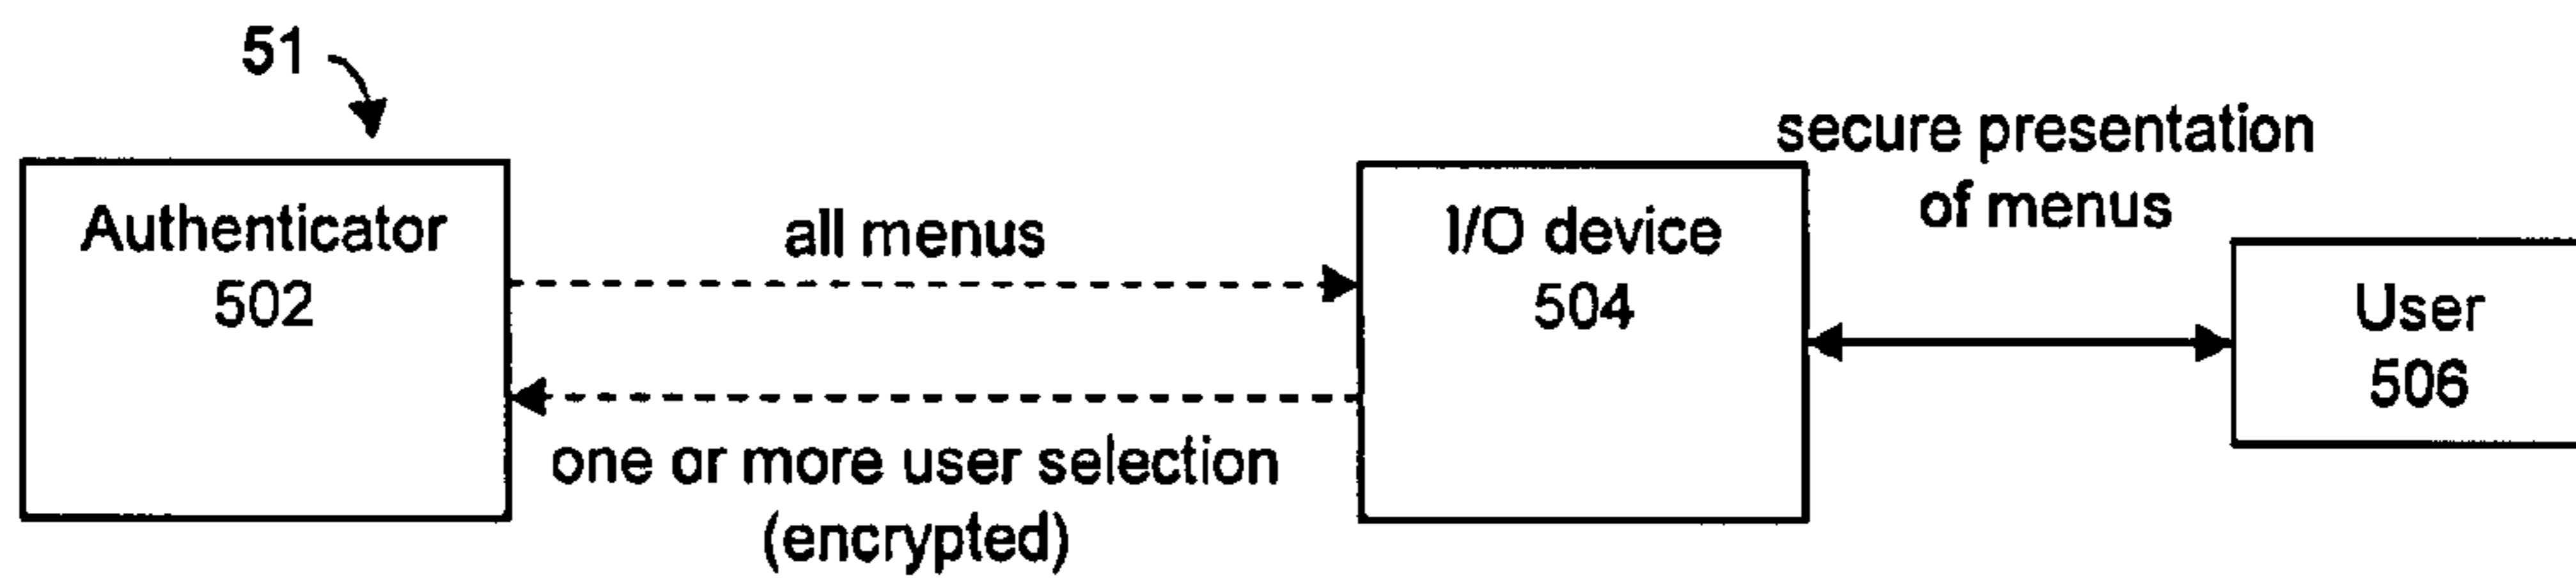 51
Authenticator
502
all menus
one or more user selection
(encrypted)
I/O device
504
secure presentation
of menus
User
506